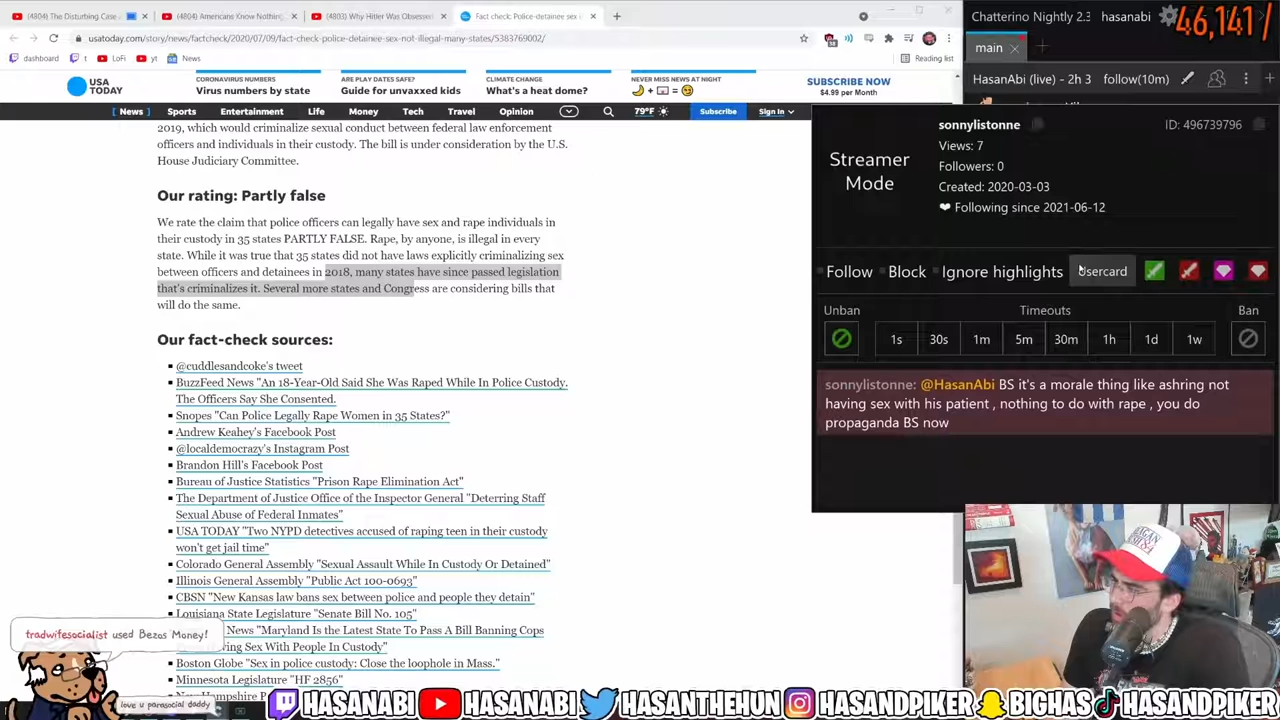 (4804) The Disturbing Case
(4804) Americans Know Nothing
(4803) Why Hitler Was Obsessed
Fact check: Police-detainee sex
usatoday.com/story/news/factcheck/2020/07/09/fact-check-police-detainee-sex-not-illegal-many-states/5383769002/
dashboard
t
LoFi
yt
News
Reading list
USA
TODAY
CORONAVIRUS NUMBERS
Virus numbers by state
ARE PLAY DATES SAFE?
Guide for unvaxxed kids
CLIMATE CHANGE
What's a heat dome?
NEVER MISS NEWS AT NIGHT
SUBSCRIBE NOW
$4.99 per Month
[ News ] Sports Entertainment Life Money Tech Travel Opinion 79°F Subscribe Sign In
2019, which would criminalize sexual conduct between federal law enforcement
officers and individuals in their custody. The bill is under consideration by the U.S.
House Judiciary Committee.
Our rating: Partly false
We rate the claim that police officers can legally have sex and rape individuals in
their custody in 35 states PARTLY FALSE. Rape, by anyone, is illegal in every
state. While it was true that 35 states did not have laws explicitly criminalizing sex
between officers and detainees in 2018, many states have since passed legislation
that's criminalizes it. Several more states and Congress are considering bills that
will do the same.
Our fact-check sources:
@cuddlesandcoke's tweet
BuzzFeed News "An 18-Year-Old Said She Was Raped While In Police Custody.
The Officers Say She Consented.
Snopes "Can Police Legally Rape Women in 35 States?"
Andrew Keahey's Facebook Post
@localdemocrazy's Instagram Post
Brandon Hill's Facebook Post
Bureau of Justice Statistics "Prison Rape Elimination Act"
The Department of Justice Office of the Inspector General "Deterring Staff
Sexual Abuse of Federal Inmates"
USA TODAY "Two NYPD detectives accused of raping teen in their custody
won't get jail time"
Colorado General Assembly "Sexual Assault While In Custody Or Detained"
Illinois General Assembly "Public Act 100-0693"
CBSN "New Kansas law bans sex between police and people they detain"
Louisiana State Legislature "Senate Bill No. 105"
News "Maryland Is the Latest State To Pass A Bill Banning Cops
Having Sex With People In Custody"
Boston Globe "Sex in police custody: Close the loophole in Mass."
Minnesota Legislature "HF 2856"
New Hampshire
Chatterino Nightly 2.3
hasanabi
46,141 /
main
HasanAbi (live) - 2h 3 follow(10m)
Streamer
Mode
sonnylistonne
ID: 496739796
Views: 7
Followers: 0
Created: 2020-03-03
❤ Following since 2021-06-12
Follow Block Ignore highlights Usercard
Unban
Timeouts
Ban
1s 30s 1m 5m 30m 1h 1d 1w
sonnylistonne: @HasanAbi BS it's a morale thing like ashring not
having sex with his patient , nothing to do with rape , you do
propaganda BS now
tradwifesocialist used Bezos Money!
love u parasocial daddy
HASANABI HASANABI HASANTHEHUN HASANDPIKER BIGHAS HASANDPIKER